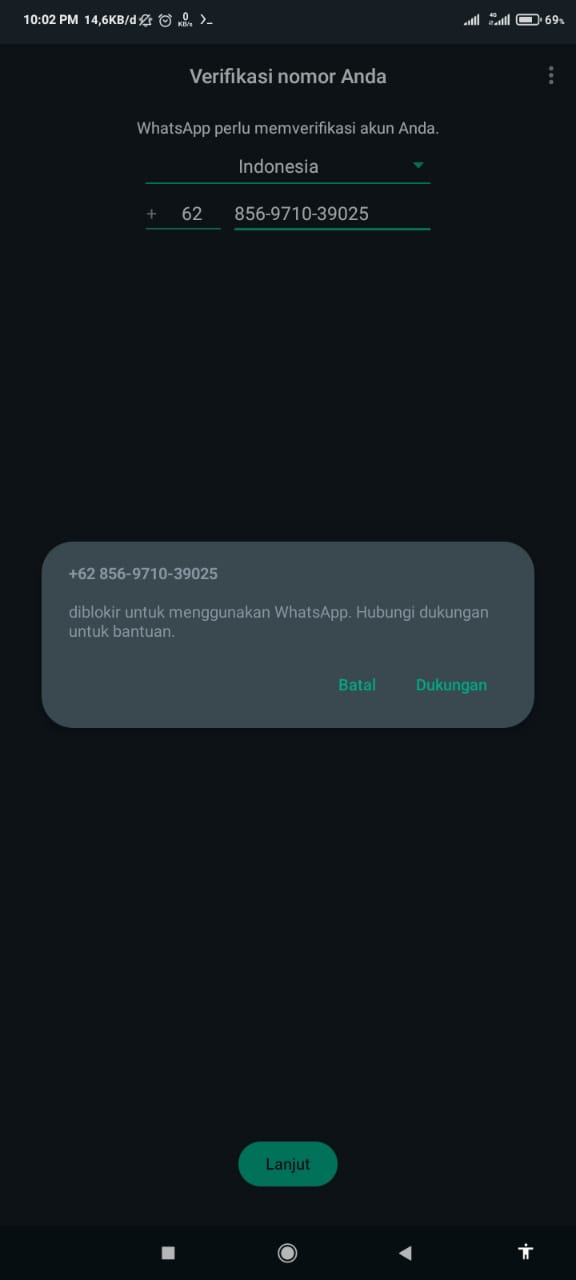 10:02 PM 14,6KB/d 0 KB/s >_ 4G 69%
Verifikasi nomor Anda
WhatsApp perlu memverifikasi akun Anda.
Indonesia
+ 62 856-9710-39025
+62 856-9710-39025
diblokir untuk menggunakan WhatsApp. Hubungi dukungan
untuk bantuan.
Batal Dukungan
Lanjut